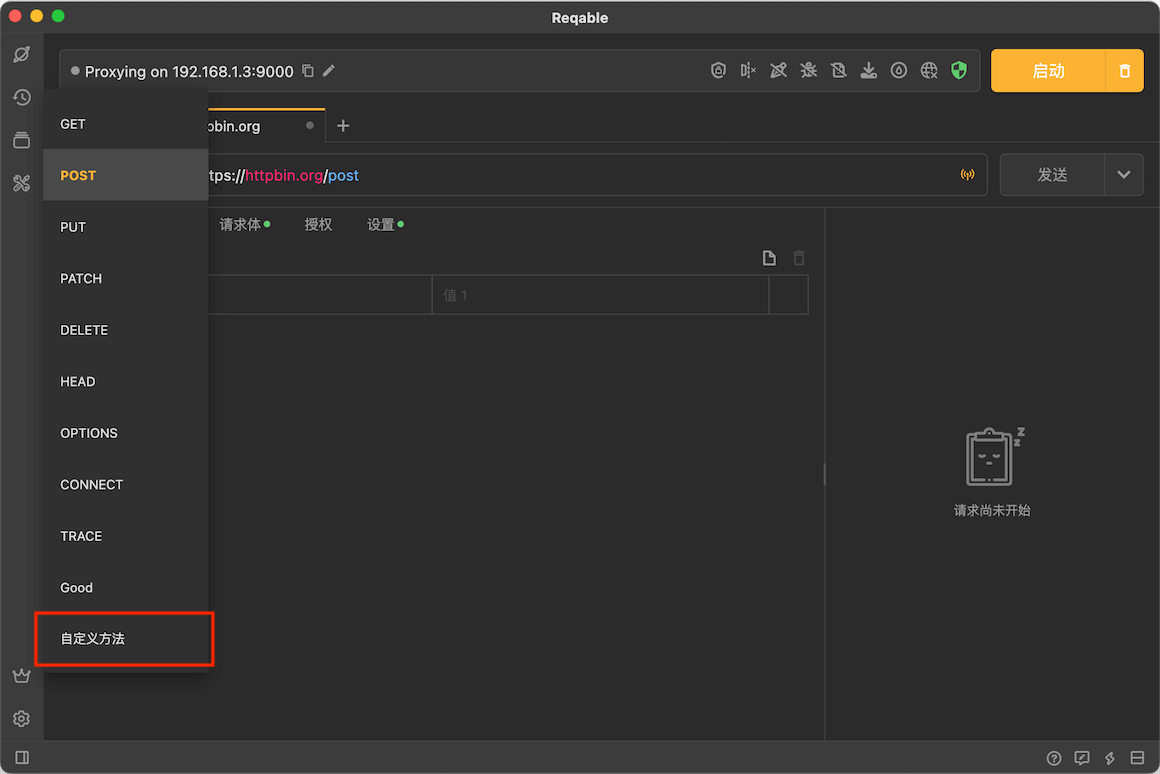 Reqable
Proxying on 192.168.1.3:9000
启动
GET
POST
PUT
PATCH
DELETE
HEAD
OPTIONS
CONNECT
TRACE
Good
自定义方法
pbin.org
tps://httpbin.org/post
发送
请求体
授权
设置
值 1
请求尚未开始